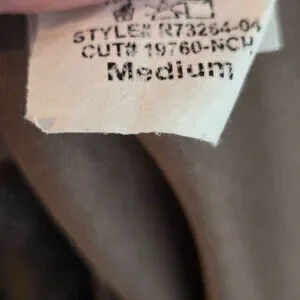 STYLE# R73264-04
CUT# 19760-NCH
Medium